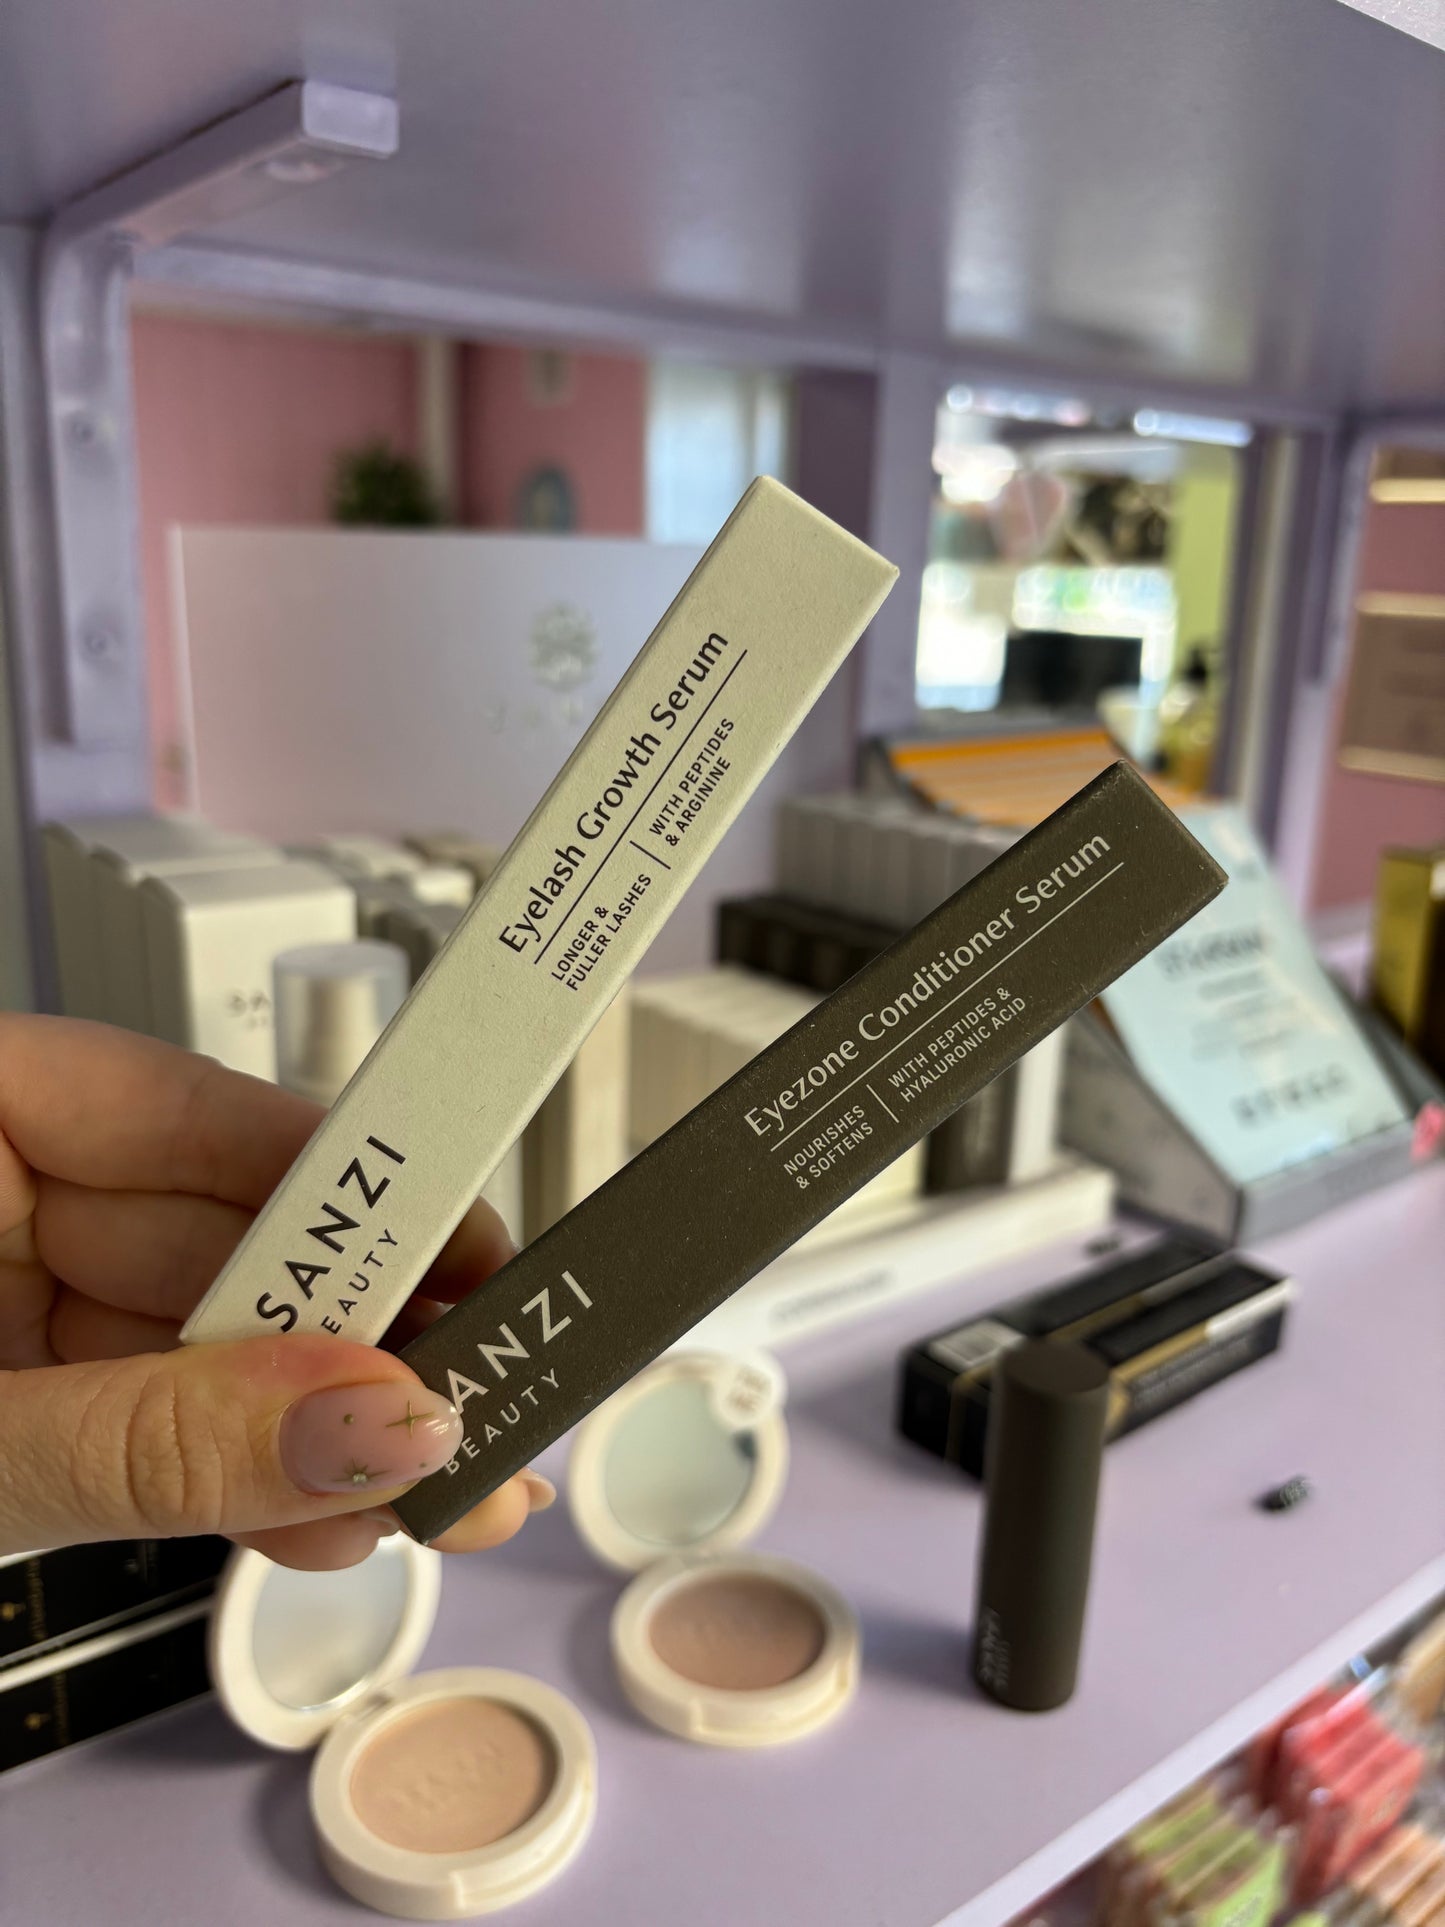 Eyelash Growth Serum
LONGER &
FULLER LASHES
WITH PEPTIDES
& ARGININE
SANZI
BEAUTY
Eyezone Conditioner Serum
NOURISHES
& SOFTENS
WITH PEPTIDES &
HYALURONIC ACID
ANZI
BEAUTY